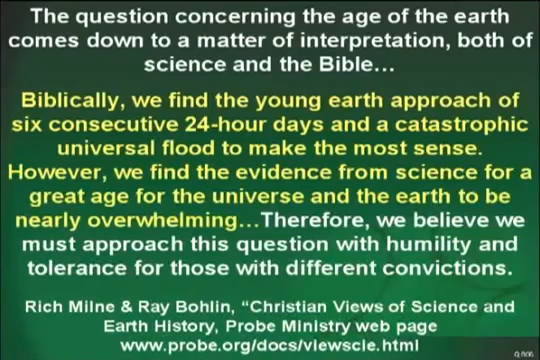 The question concerning the age of the earth
comes down to a matter of interpretation, both of
science and the Bible…
Biblically, we find the young earth approach of
six consecutive 24-hour days and a catastrophic
universal flood to make the most sense.
However, we find the evidence from science for a
great age for the universe and the earth to be
nearly overwhelming…Therefore, we believe we
must approach this question with humility and
tolerance for those with different convictions.
Rich Milne & Ray Bohlin, “Christian Views of Science and
Earth History, Probe Ministry web page
www.probe.org/docs/viewscie.html